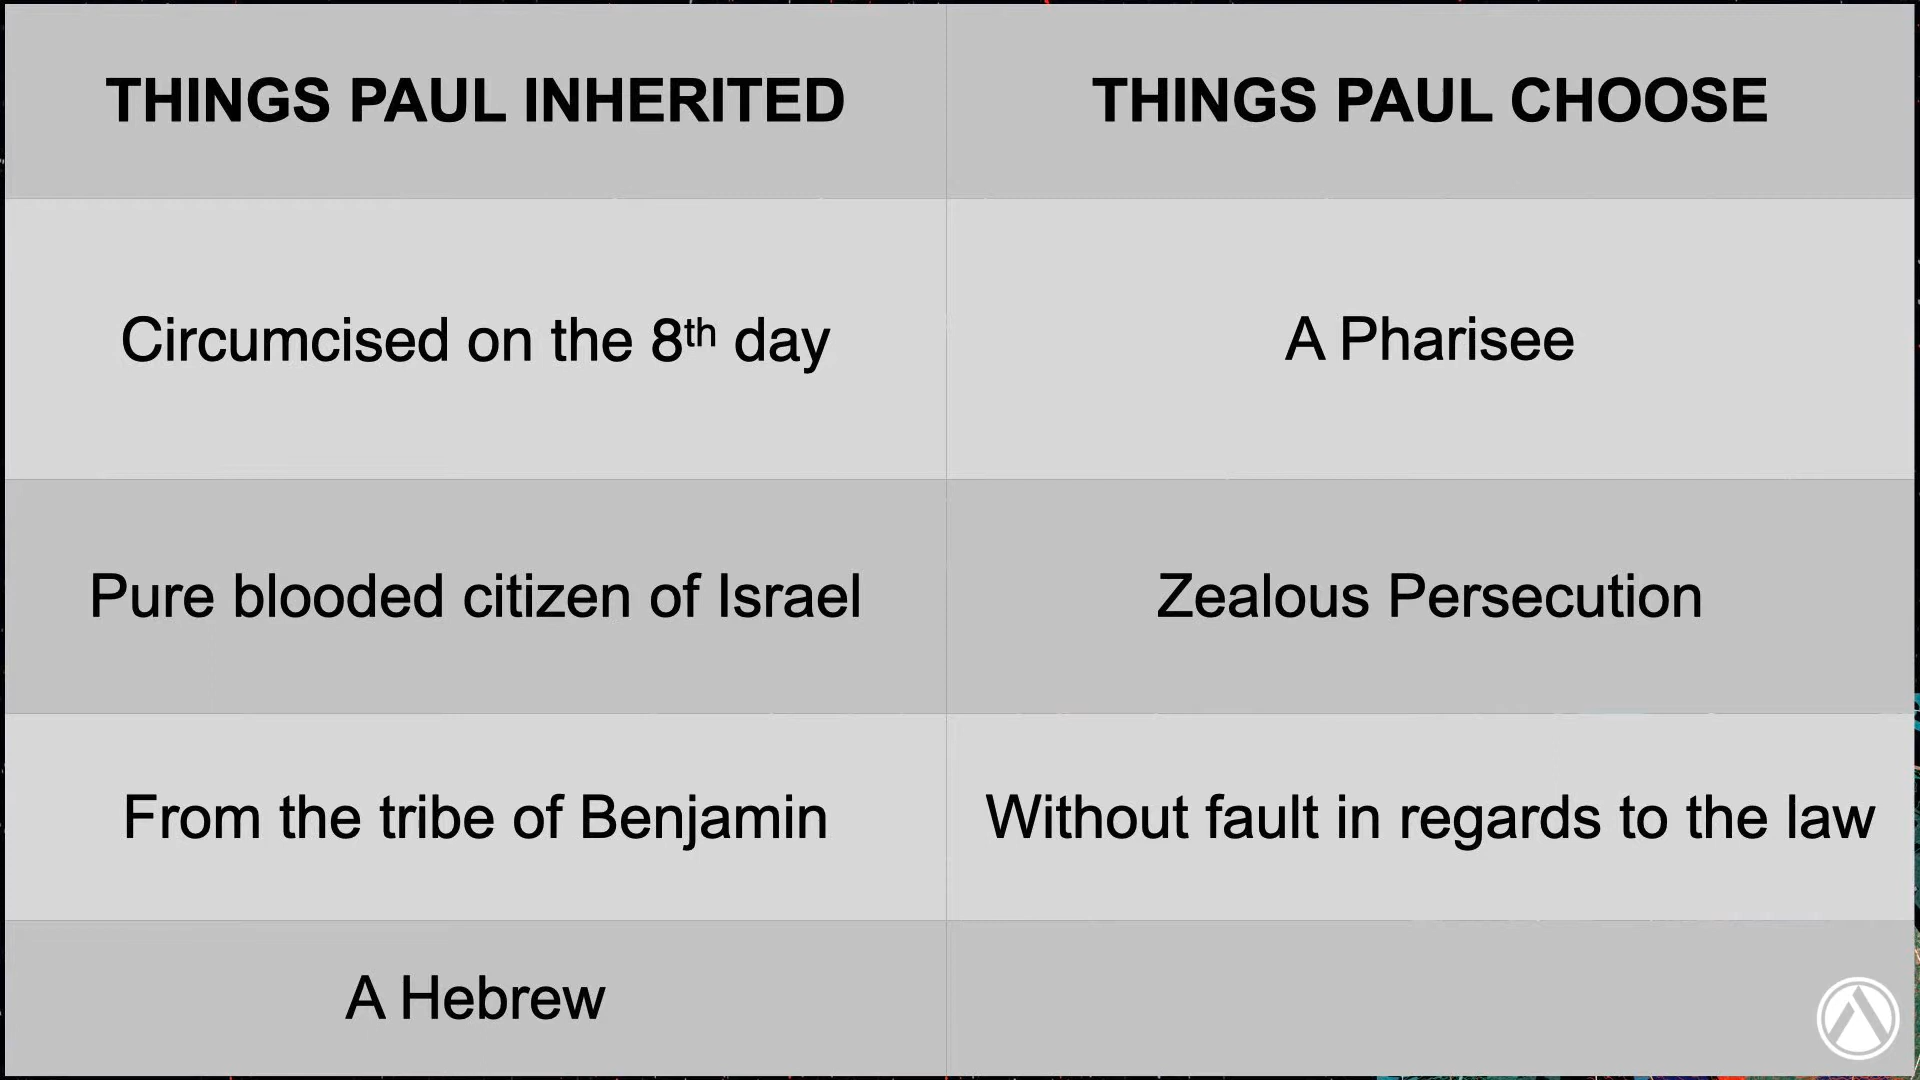 THINGS PAUL INHERITED
THINGS PAUL CHOOSE
Circumcised on the 8th day
A Pharisee
Pure blooded citizen of Israel
Zealous Persecution
From the tribe of Benjamin
Without fault in regards to the law
A Hebrew